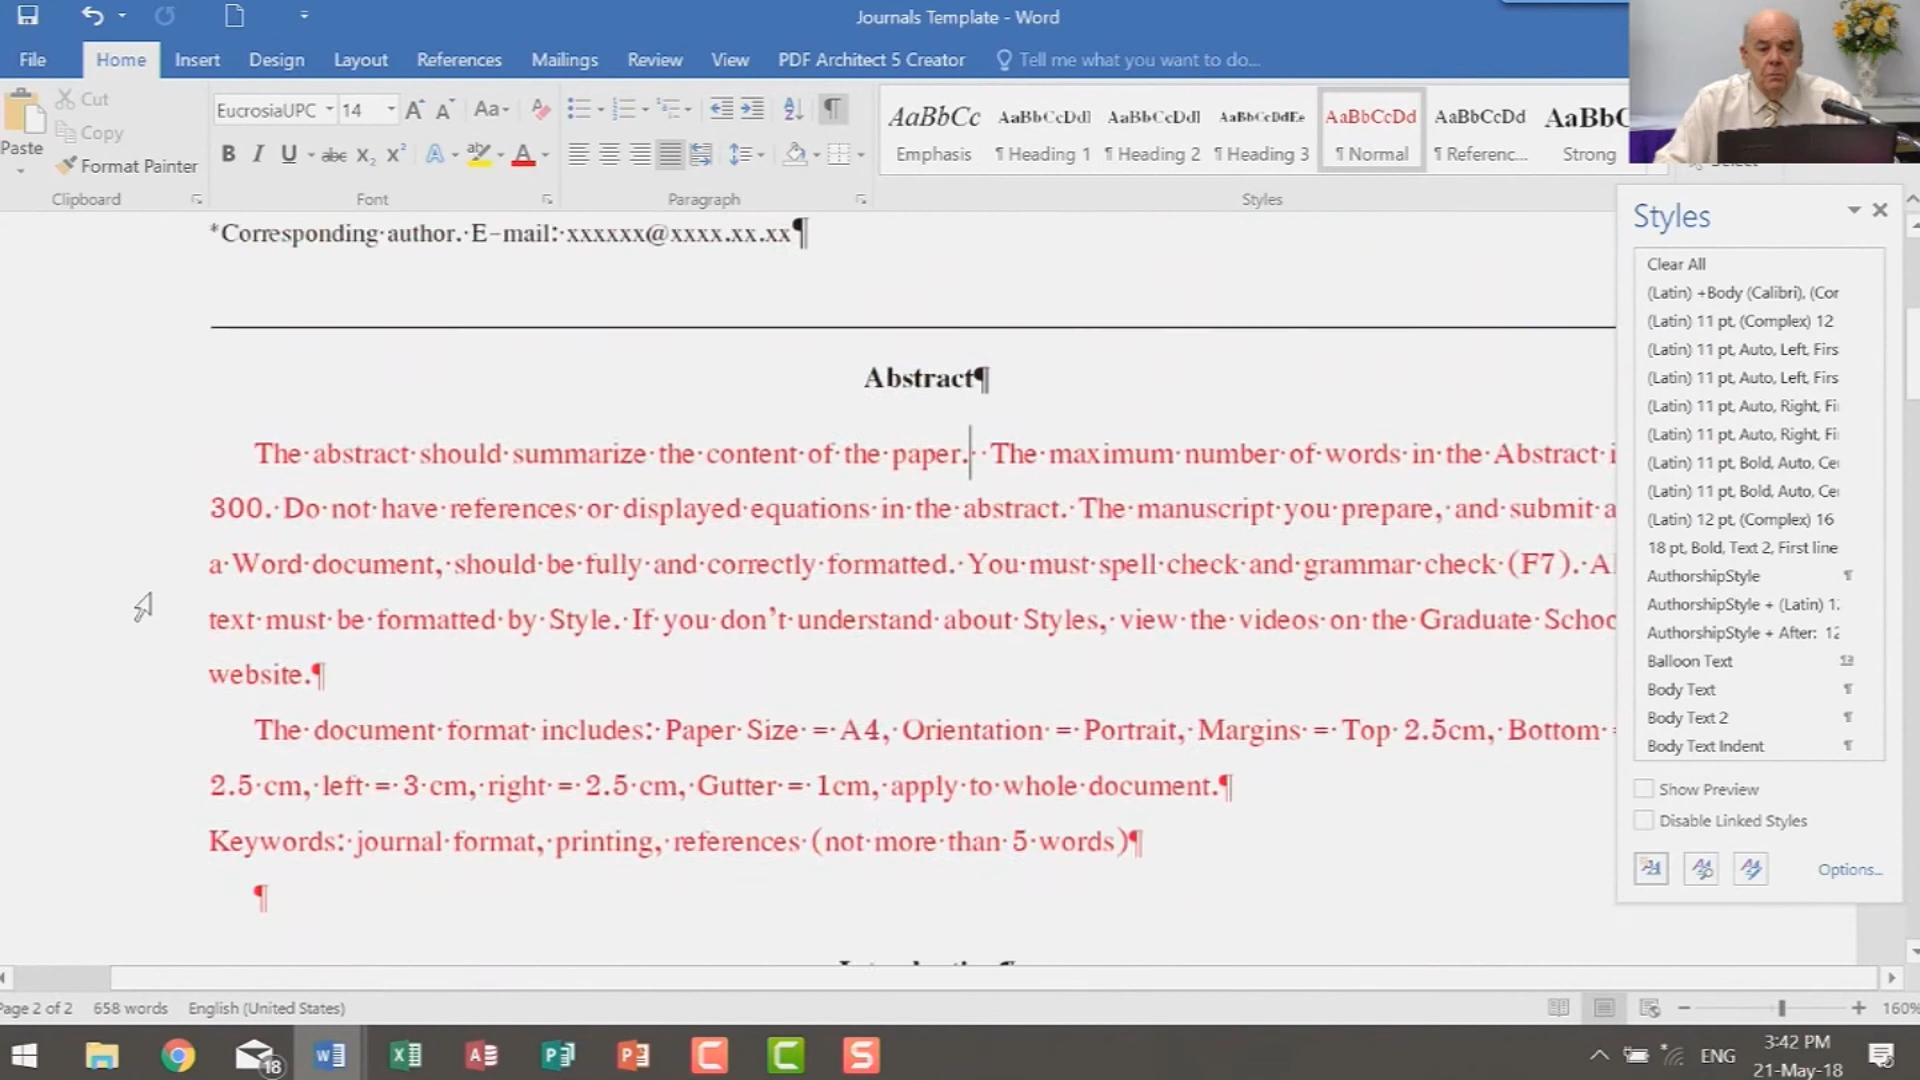 Journals Template - Word
File Home Insert Design Layout References Mailings Review View PDF Architect 5 Creator Tell me what you want to do...
Cut
Copy
Paste
Format Painter
Clipboard
EucrosiaUPC 14
Font
Paragraph
AaBbCc AaBbCcDdI AaBbCcDdI AaBbCcDdEe AaBbCcDd AaBbCcDd AaBbC
Emphasis ¶ Heading 1 ¶ Heading 2 ¶ Heading 3 ¶ Normal ¶ Referenc... Strong
Styles
*Corresponding author. E-mail: xxxxxx@xxxx.xx.xx¶
Abstract¶
The abstract should summarize the content of the paper. The maximum number of words in the Abstract i
300. Do not have references or displayed equations in the abstract. The manuscript you prepare, and submit a
a Word document, should be fully and correctly formatted. You must spell check and grammar check (F7). A
text must be formatted by Style. If you don't understand about Styles, view the videos on the Graduate Schoo
website.¶
The document format includes: Paper Size = A4, Orientation = Portrait, Margins = Top 2.5cm, Bottom =
2.5 cm, left = 3 cm, right = 2.5 cm, Gutter = 1cm, apply to whole document.¶
Keywords: journal format, printing, references (not more than 5 words)¶
¶
Styles
Clear All
(Latin) +Body (Calibri), (Cor
(Latin) 11 pt, (Complex) 12
(Latin) 11 pt, Auto, Left, Firs
(Latin) 11 pt, Auto, Left, Firs
(Latin) 11 pt, Auto, Right, Fi
(Latin) 11 pt, Auto, Right, Fi
(Latin) 11 pt, Bold, Auto, Ce
(Latin) 11 pt, Bold, Auto, Ce
(Latin) 12 pt, (Complex) 16
18 pt, Bold, Text 2, First line
AuthorshipStyle ¶
AuthorshipStyle + (Latin) 1
AuthorshipStyle + After: 12
Balloon Text
Body Text ¶
Body Text 2 ¶
Body Text Indent ¶
Show Preview
Disable Linked Styles
Options...
Page 2 of 2 658 words English (United States)
160%
18
ENG
3:42 PM
21-May-18